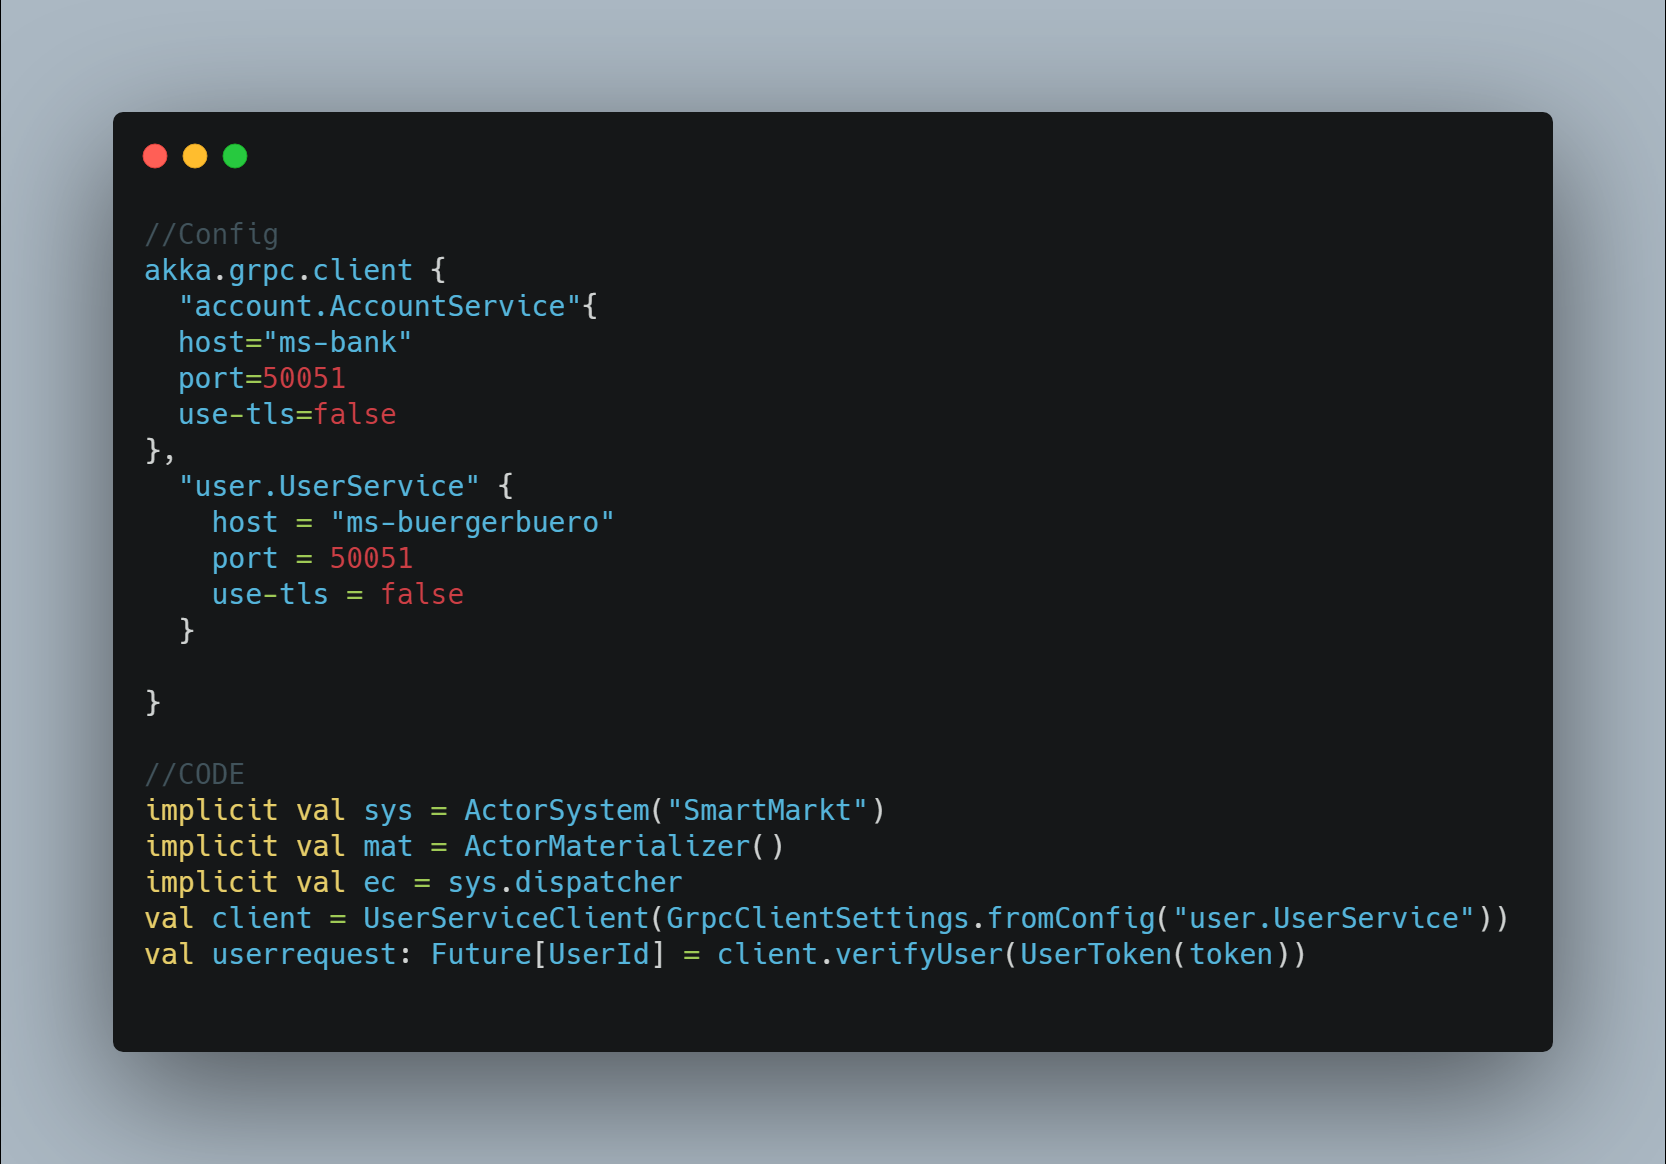 //Config
akka.grpc.client {
  "account.AccountService"{
  host="ms-bank"
  port=50051
  use-tls=false
},
  "user.UserService" {
    host = "ms-buergerbuero"
    port = 50051
    use-tls = false
  }

}

//CODE
implicit val sys = ActorSystem("SmartMarkt")
implicit val mat = ActorMaterializer()
implicit val ec = sys.dispatcher
val client = UserServiceClient(GrpcClientSettings.fromConfig("user.UserService"))
val userrequest: Future[UserId] = client.verifyUser(UserToken(token))